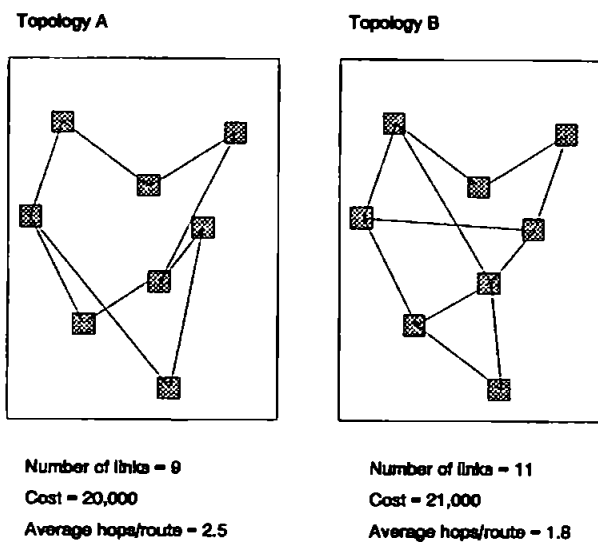 Topology A
Topology B
Number of links = 9
Cost = 20,000
Average hops/route = 2.5
Number of links = 11
Cost = 21,000
Average hops/route = 1.8